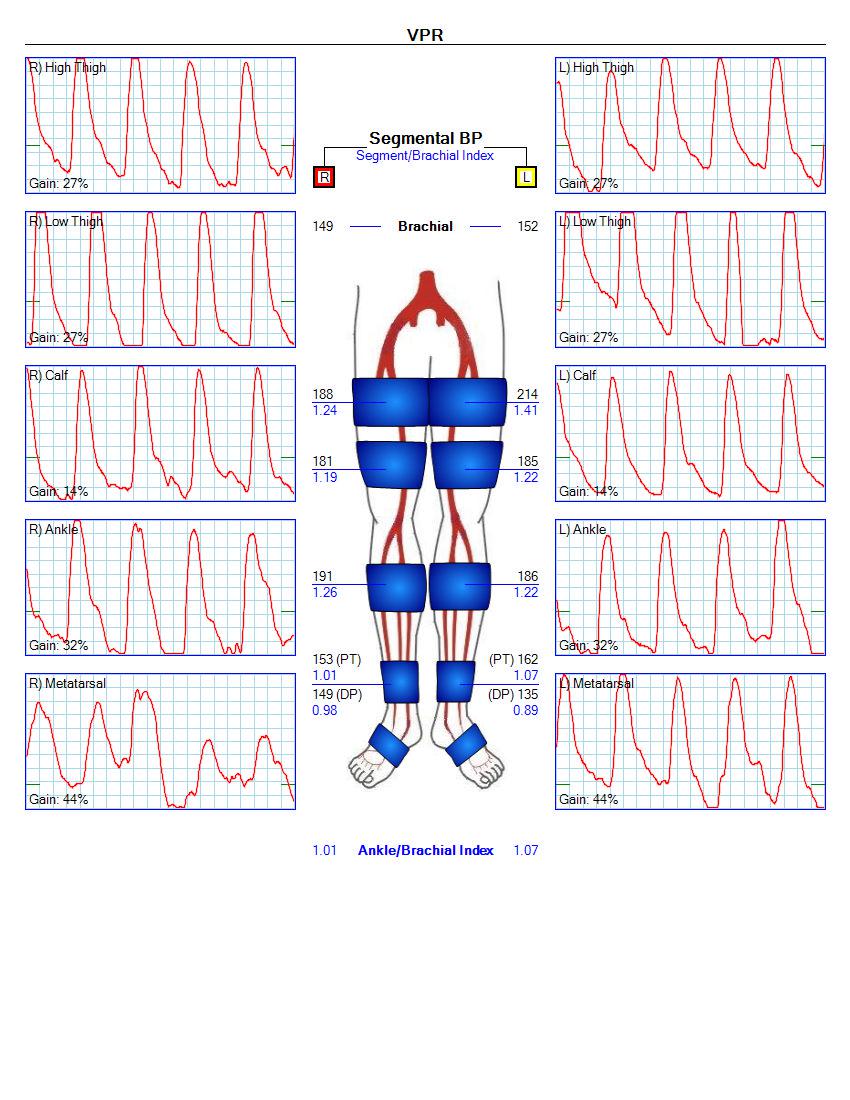 VPR
R) High Thigh
Gain: 27%
L) High Thigh
Gain: 27%
Segmental BP
Segment/Brachial Index
R
L
149 Brachial 152
R) Low Thigh
Gain: 27%
L) Low Thigh
Gain: 27%
188 214
1.24 1.41
R) Calf
Gain: 14%
L) Calf
Gain: 14%
181 185
1.19 1.22
R) Ankle
Gain: 32%
L) Ankle
Gain: 32%
191 186
1.26 1.22
153 (PT) (PT) 162
1.01 1.07
149 (DP) (DP) 135
0.98 0.89
R) Metatarsal
Gain: 44%
L) Metatarsal
Gain: 44%
1.01 Ankle/Brachial Index 1.07